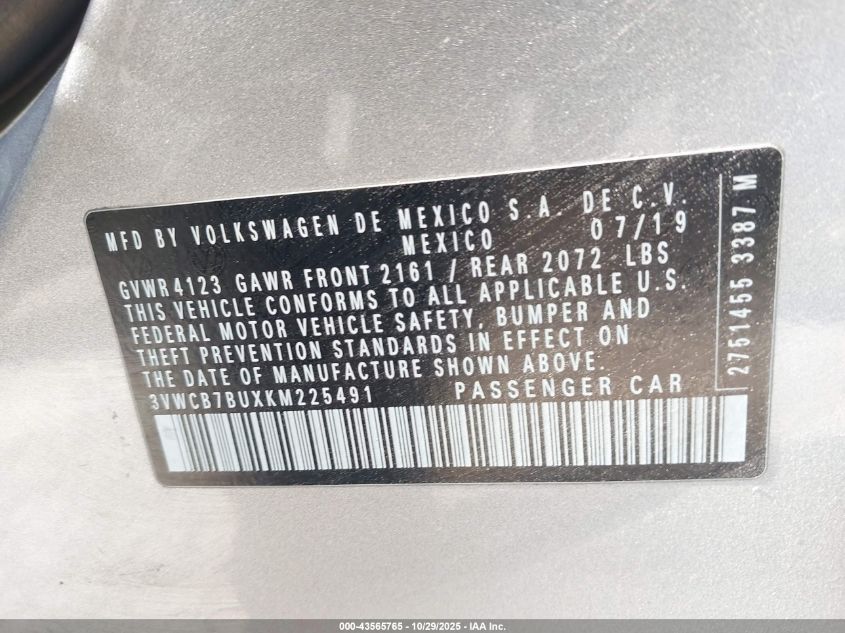 MFD BY VOLKSWAGEN DE MEXICO S.A. DE C.V.
MEXICO 07/19
GVWR 4123 GAWR FRONT 2161 / REAR 2072 LBS
THIS VEHICLE CONFORMS TO ALL APPLICABLE U.S.
FEDERAL MOTOR VEHICLE SAFETY, BUMPER AND
THEFT PREVENTION STANDARDS IN EFFECT ON
THE DATE OF MANUFACTURE SHOWN ABOVE.
3VWCB7BUXKM225491 PASSENGER CAR
2751455 3387 M
000-43565765 - 10/29/2025 - IAA Inc.